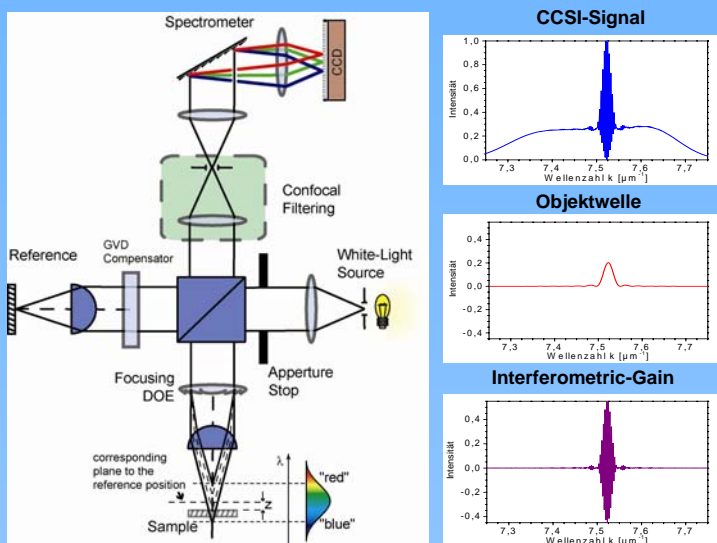 Spectrometer
CCD
Confocal
Filtering
Reference
GVD
Compensator
White-Light
Source
Focusing
DOE
Apperture
Stop
corresponding
plane to the
reference position
λ
"red"
z
"blue"
Sample
CCSI-Signal
Intensität
1,0
0,8
0,6
0,4
0,2
0,0
7,3 7,4 7,5 7,6 7,7
Wellenzahl k [µm⁻¹]
Objektwelle
Intensität
0,4
0,2
0,0
-0,2
-0,4
7,3 7,4 7,5 7,6 7,7
Wellenzahl k [µm⁻¹]
Interferometric-Gain
Intensität
0,4
0,2
0,0
-0,2
-0,4
7,3 7,4 7,5 7,6 7,7
Wellenzahl k [µm⁻¹]